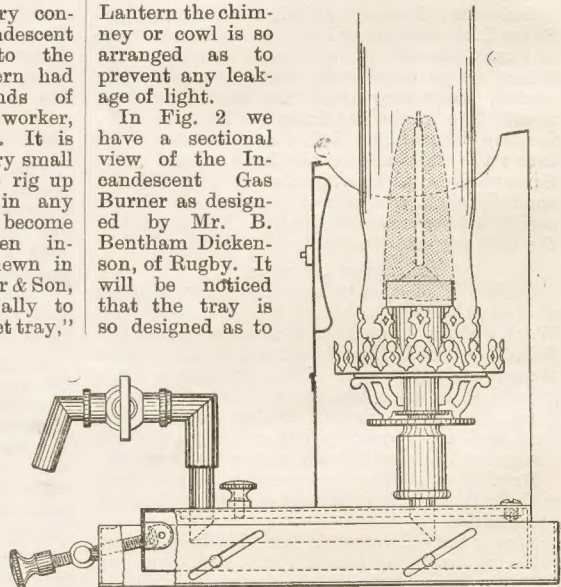 ry con-
ndescent
to the
ern had
nds of
worker,
. It is
ry small
rig up
in any
become
en in-
ewn in
r & Son,
ally to
et tray,"
Lantern the chim-
ney or cowl is so
arranged as to
prevent any leak-
age of light.
In Fig. 2 we
have a sectional
view of the In-
candescent Gas
Burner as design-
ed by Mr. B.
Bentham Dicken-
son, of Rugby. It
will be noticed
that the tray is
so designed as to